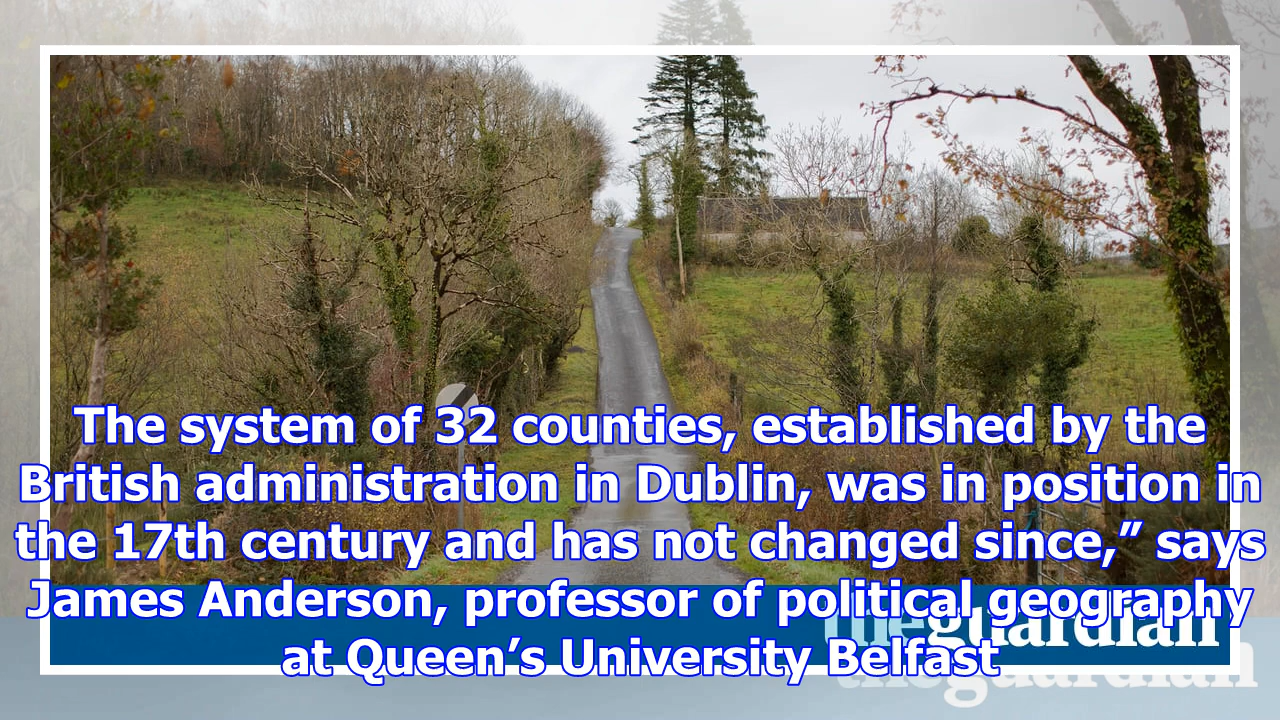 The system of 32 counties, established by the
British administration in Dublin, was in position in
the 17th century and has not changed since,” says
James Anderson, professor of political geography
at Queen’s University Belfast
theguardian
theguardian